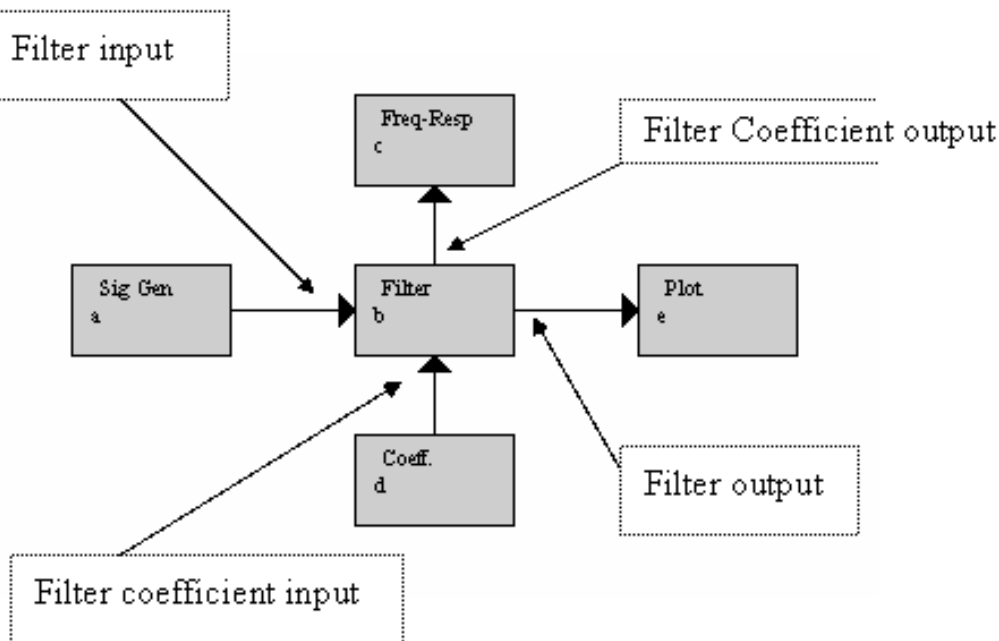 Filter input
Freq-Resp
c
Filter Coefficient output
Sig Gen
a
Filter
b
Plot
e
Coeff.
d
Filter output
Filter coefficient input